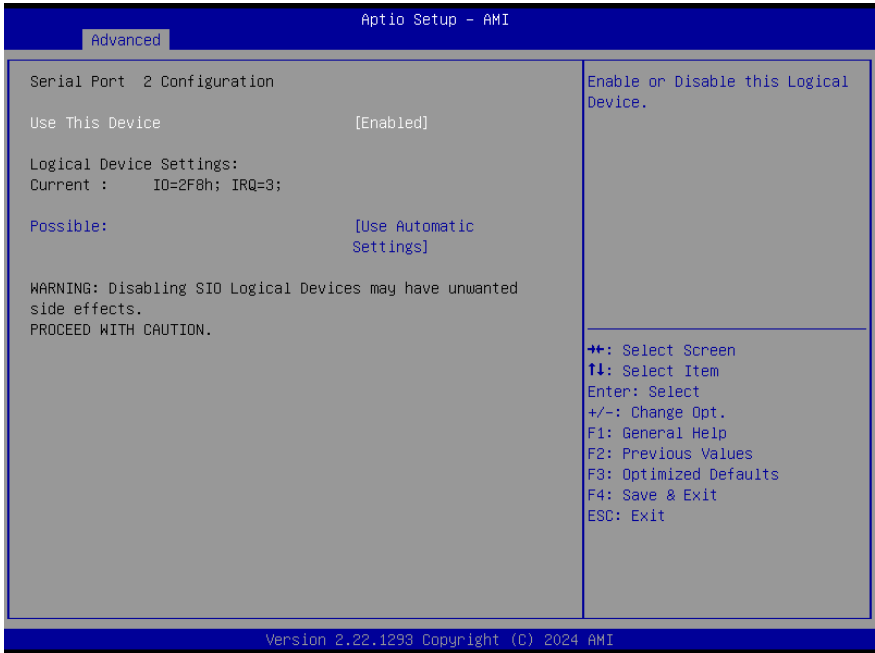 Aptio Setup – AMI
Advanced
Serial Port  2 Configuration
Use This Device [Enabled]
Logical Device Settings:
Current : IO=2F8h; IRQ=3;
Possible: [Use Automatic
Settings]
WARNING: Disabling SIO Logical Devices may have unwanted
side effects.
PROCEED WITH CAUTION.
Enable or Disable this Logical
Device.
→←: Select Screen
↑↓: Select Item
Enter: Select
+/-: Change Opt.
F1: General Help
F2: Previous Values
F3: Optimized Defaults
F4: Save & Exit
ESC: Exit
Version 2.22.1293 Copyright (C) 2024 AMI